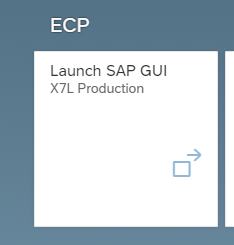 ECP
Launch SAP GUI
X7L Production